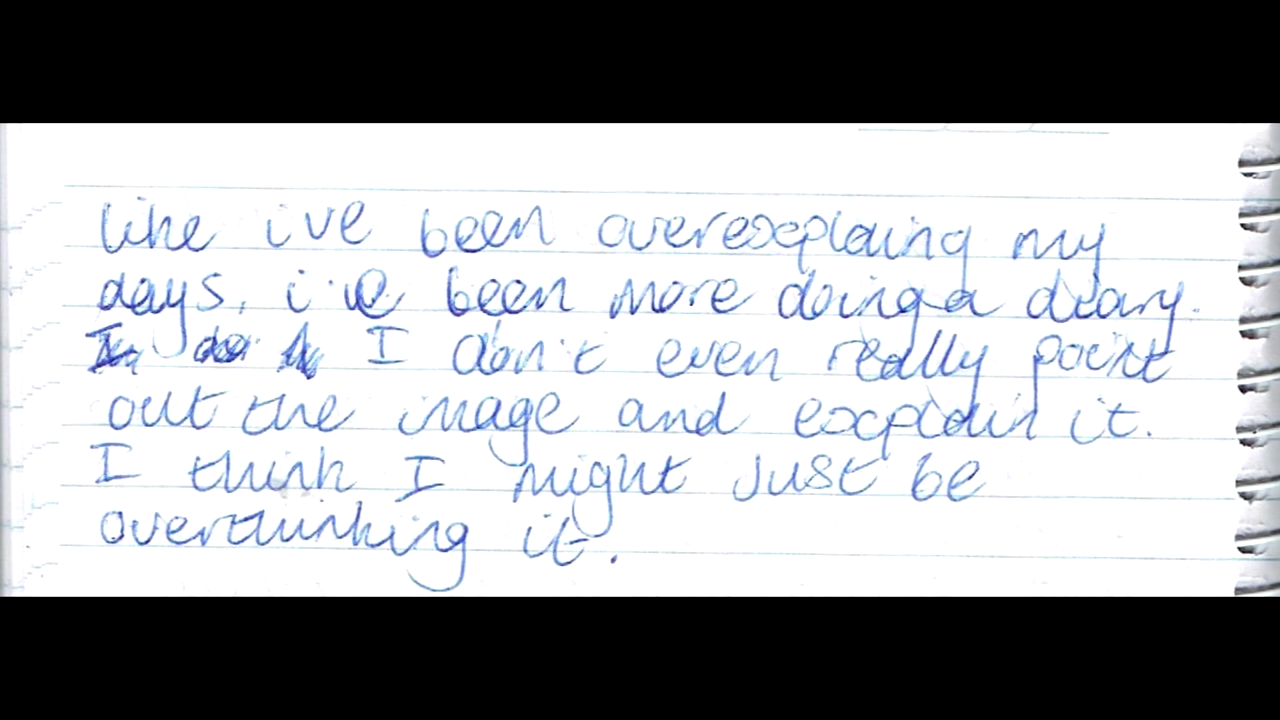 like i've been overexplaing my
days, i've been more doing a deary.
I don't even really point
out the image and explain it.
I think I might just be
overthinking it.